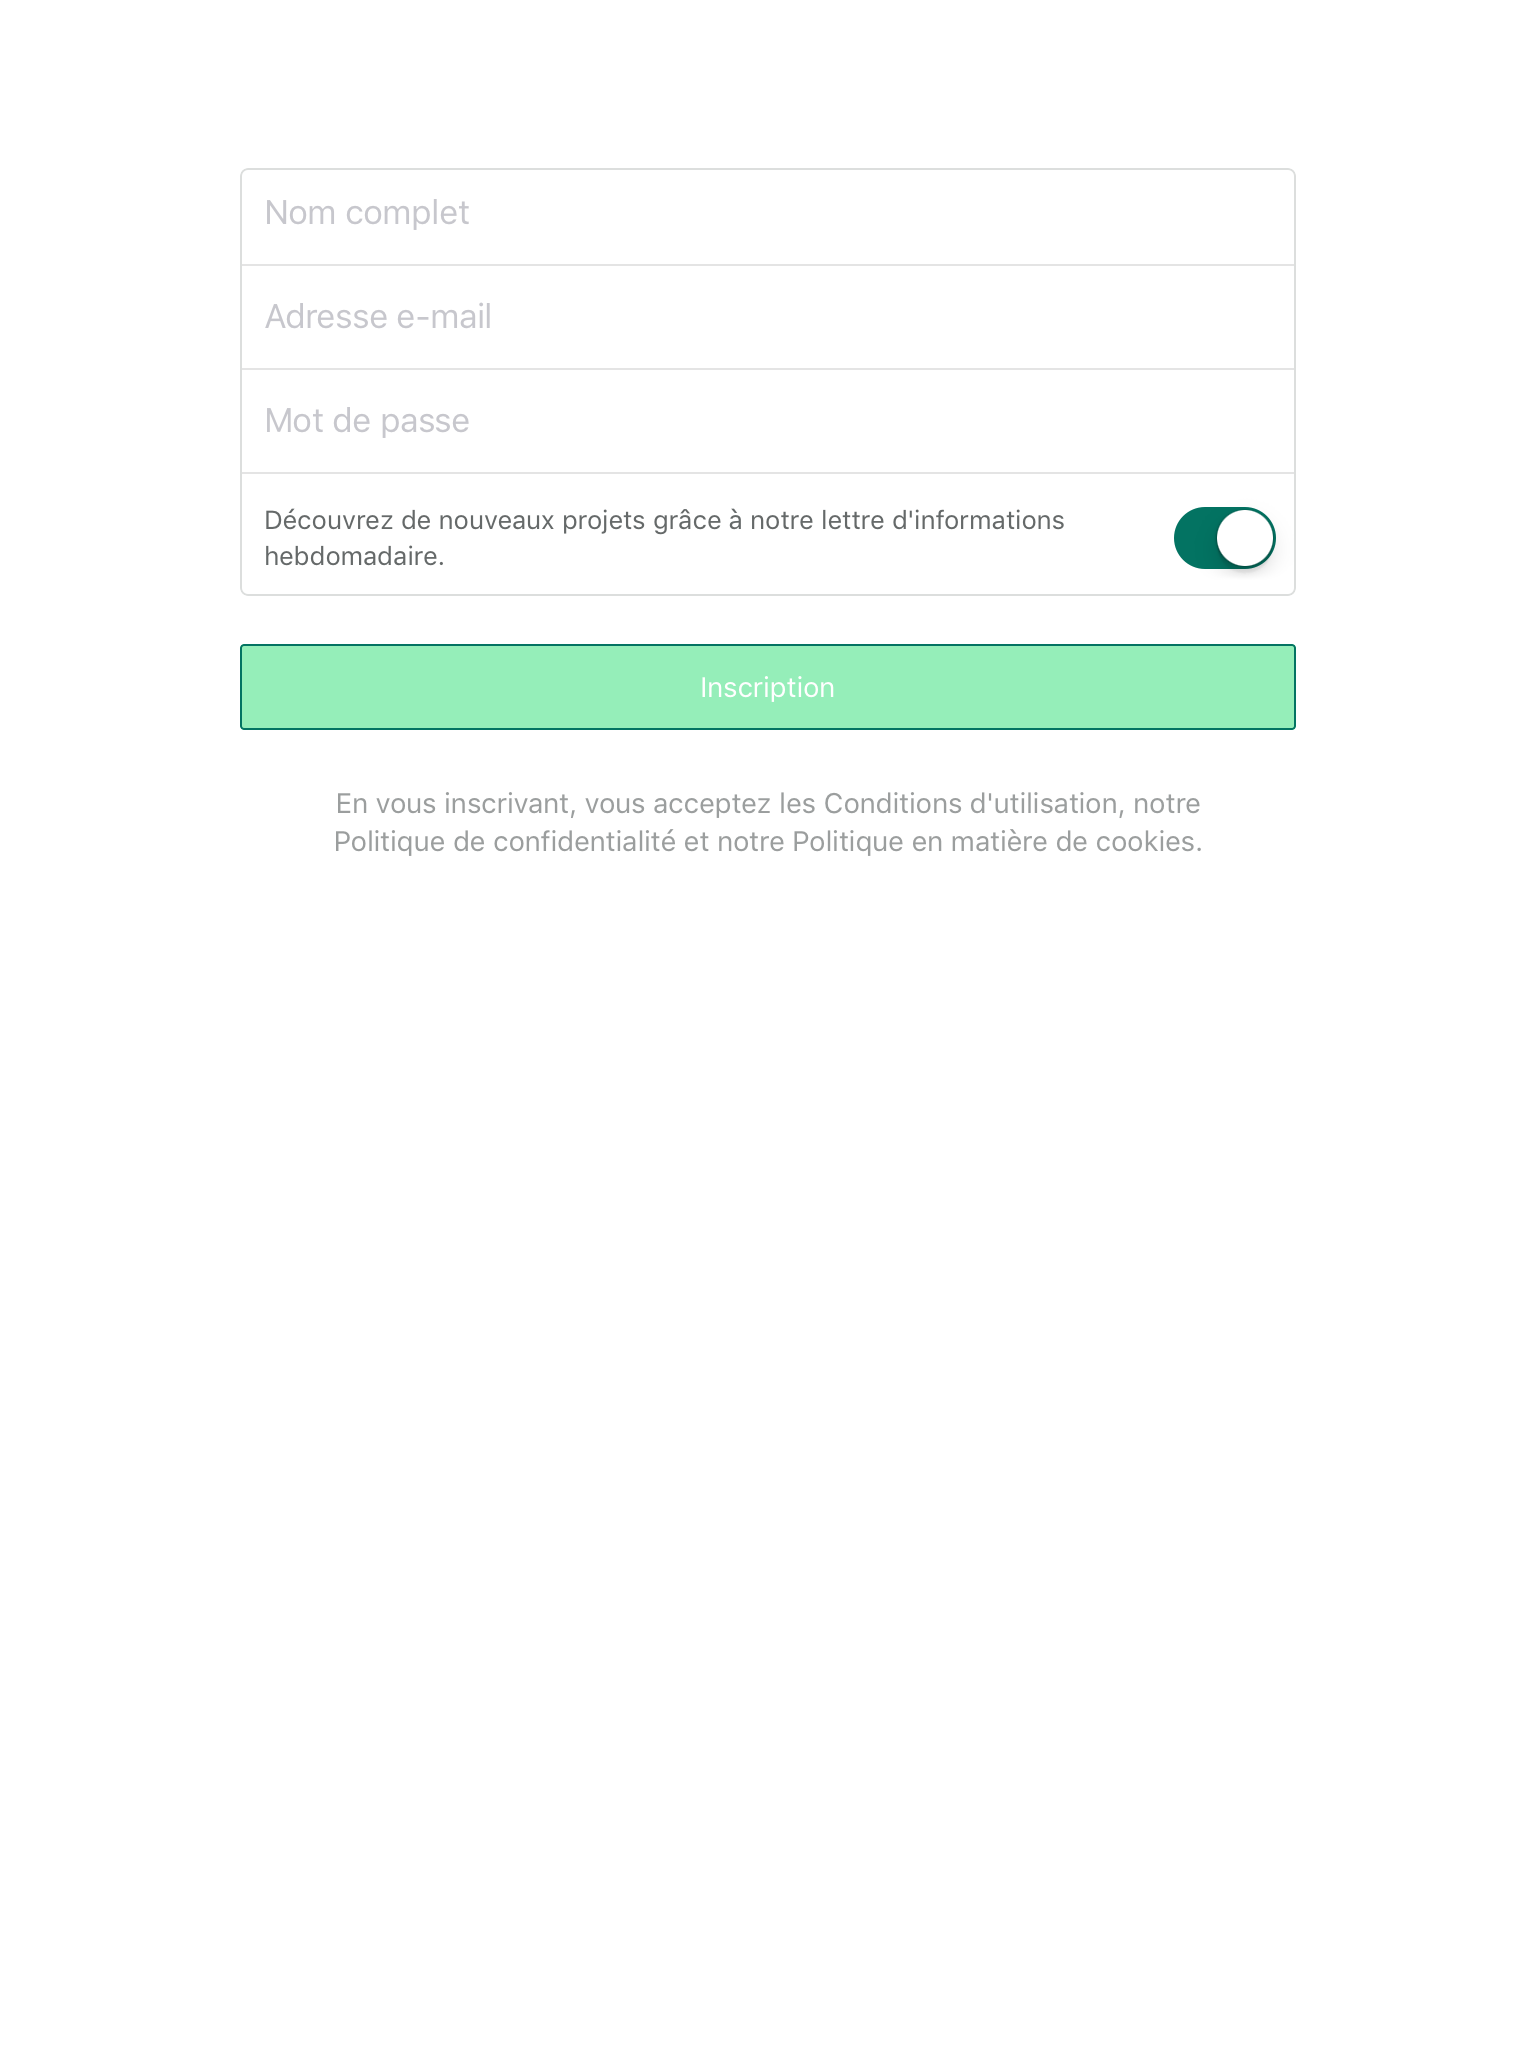 Nom complet
Adresse e-mail
Mot de passe
Découvrez de nouveaux projets grâce à notre lettre d'informations
hebdomadaire.
Inscription
En vous inscrivant, vous acceptez les Conditions d'utilisation, notre
Politique de confidentialité et notre Politique en matière de cookies.